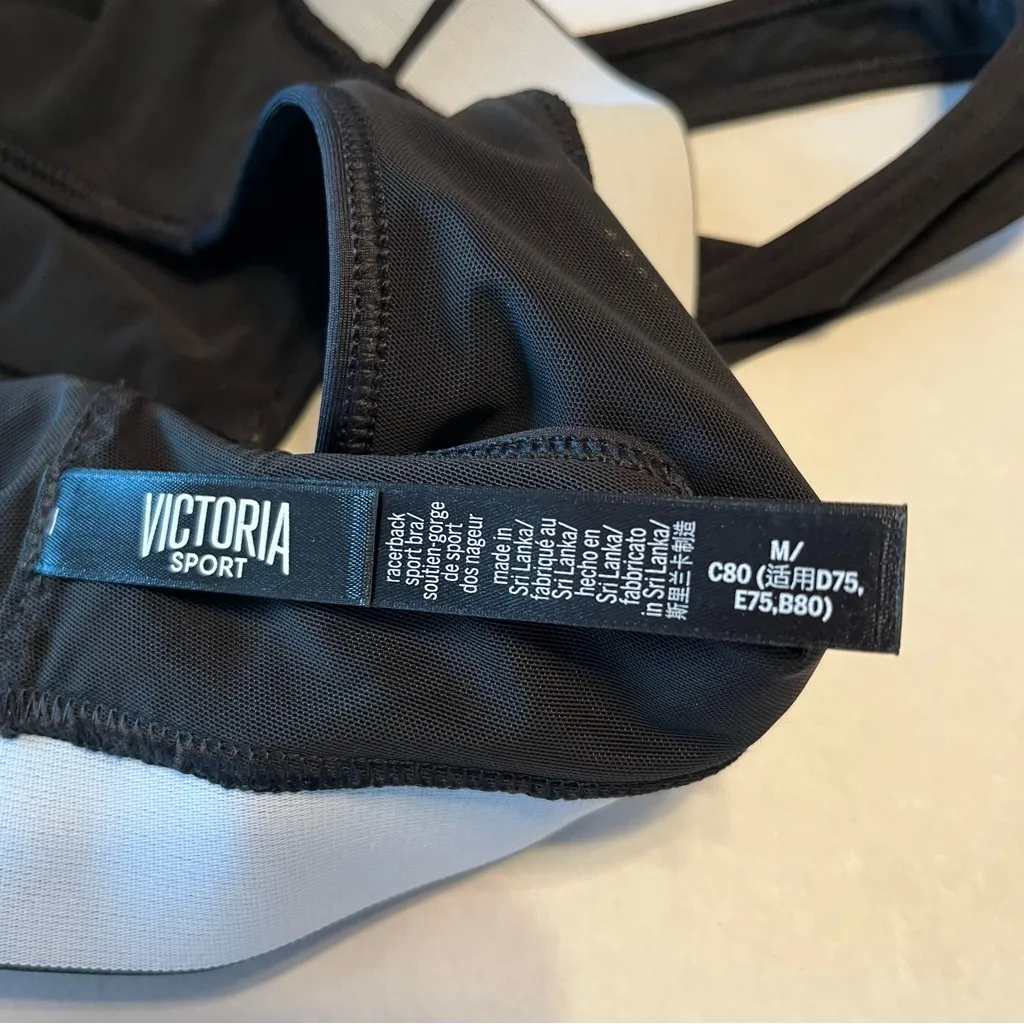 VICTORIA
SPORT
racerback
sport bra/
soutien-gorge
de sport
dos nageur
made in
Sri Lanka/
fabriqué au
Sri Lanka/
hecho en
Sri Lanka/
fabbricato
in Sri Lanka/
斯里兰卡制造
M/
C80 (适用D75,
E75,B80)